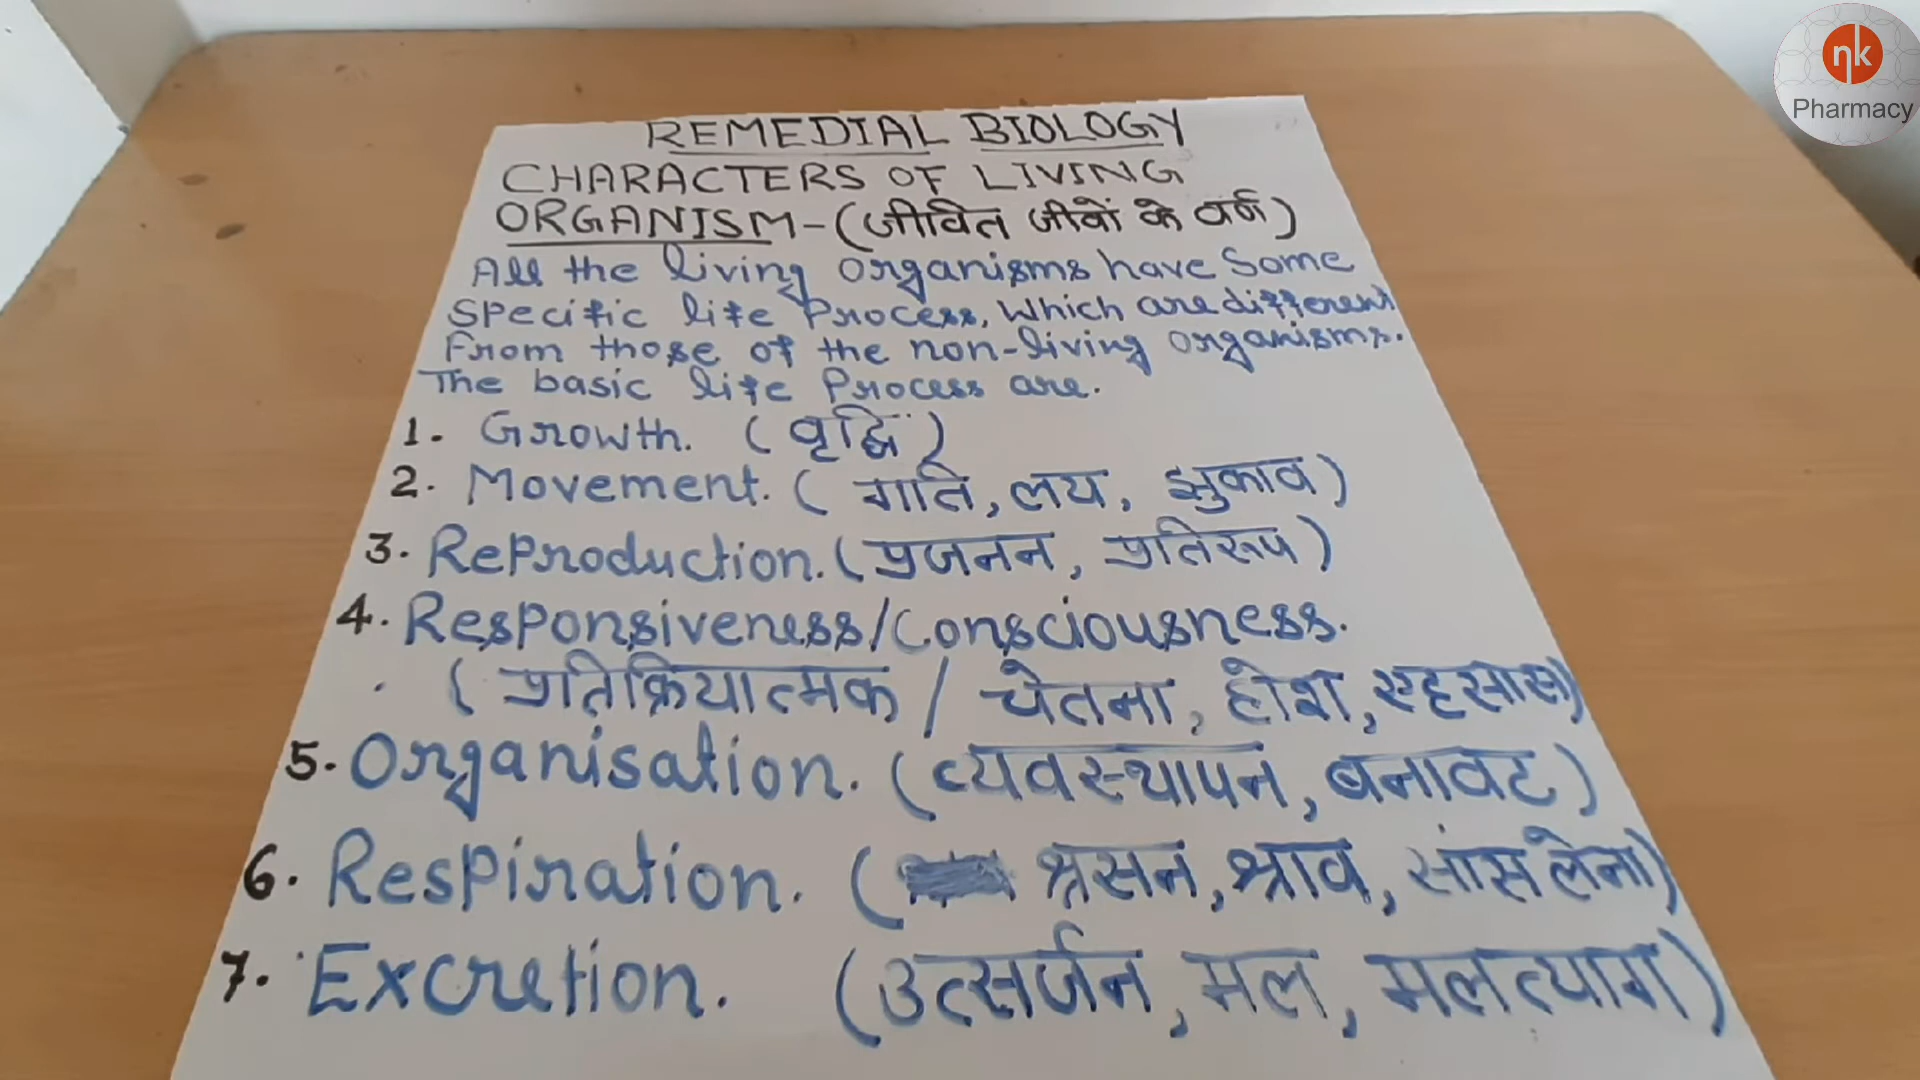 ηk
Pharmacy
REMEDIAL BIOLOGY
CHARACTERS OF LIVING
ORGANISM-(जीवित जीवों के वर्ण)
All the living organisms have Some
Specific life Process, Which are different
From those of the non-living organisms.
The basic life Process are.
1. Growth. (वृद्धि)
2. Movement. (गति, लय, झुकाव)
3. Reproduction. (प्रजनन, प्रतिरूप)
4. Responsiveness/Consciousness.
(प्रतिक्रियात्मक / चेतना, होश, एहसास)
5. Organisation. (व्यवस्थापन, बनावट)
6. Respiration. (श्नसन, श्राव, सांस लेना)
7. Excretion. (उत्सर्जन, मल, मलत्याग)